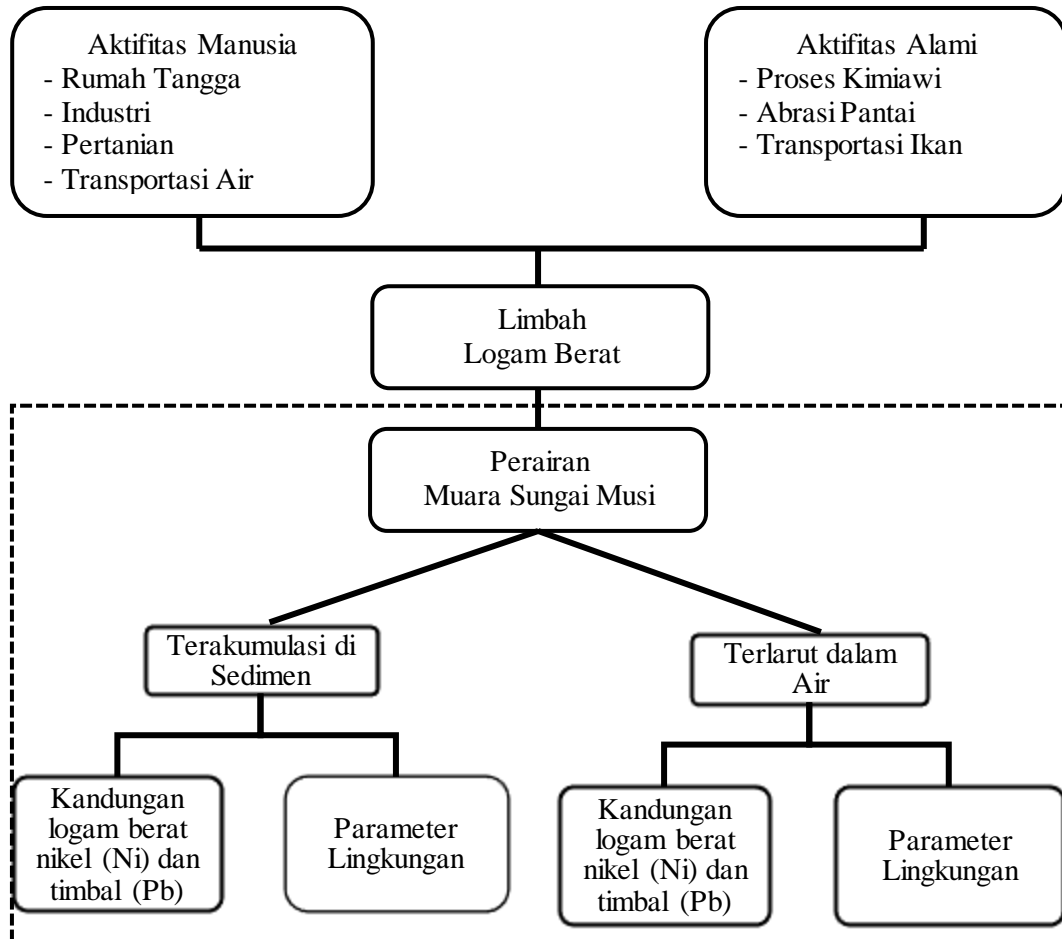 Aktifitas Manusia
- Rumah Tangga
- Industri
- Pertanian
- Transportasi Air
Aktifitas Alami
- Proses Kimiawi
- Abrasi Pantai
- Transportasi Ikan
Limbah
Logam Berat
Perairan
Muara Sungai Musi
Terakumulasi di
Sedimen
Terlarut dalam
Air
Kandungan
logam berat
nikel (Ni) dan
timbal (Pb)
Parameter
Lingkungan
Kandungan
logam berat
nikel (Ni) dan
timbal (Pb)
Parameter
Lingkungan